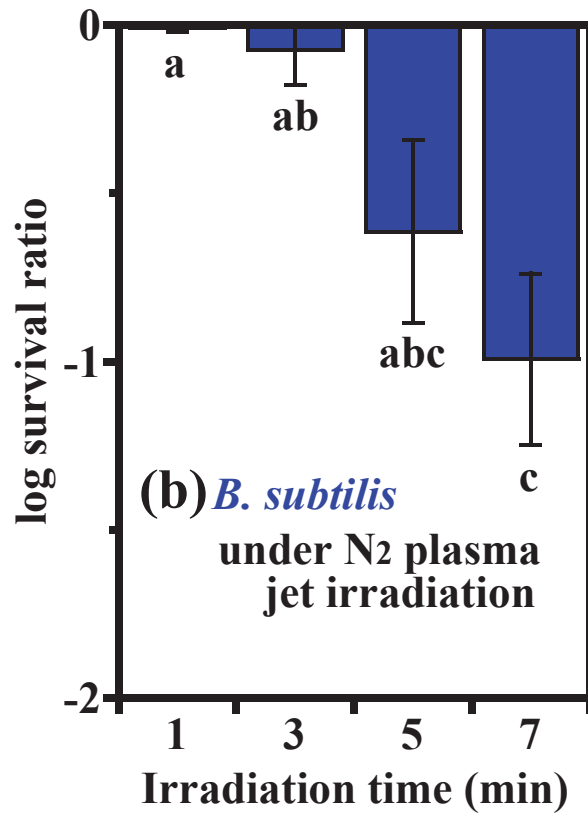 0
a
ab
abc
c
-1
-2
log survival ratio
(b) B. subtilis
under N2 plasma
jet irradiation
1 3 5 7
Irradiation time (min)